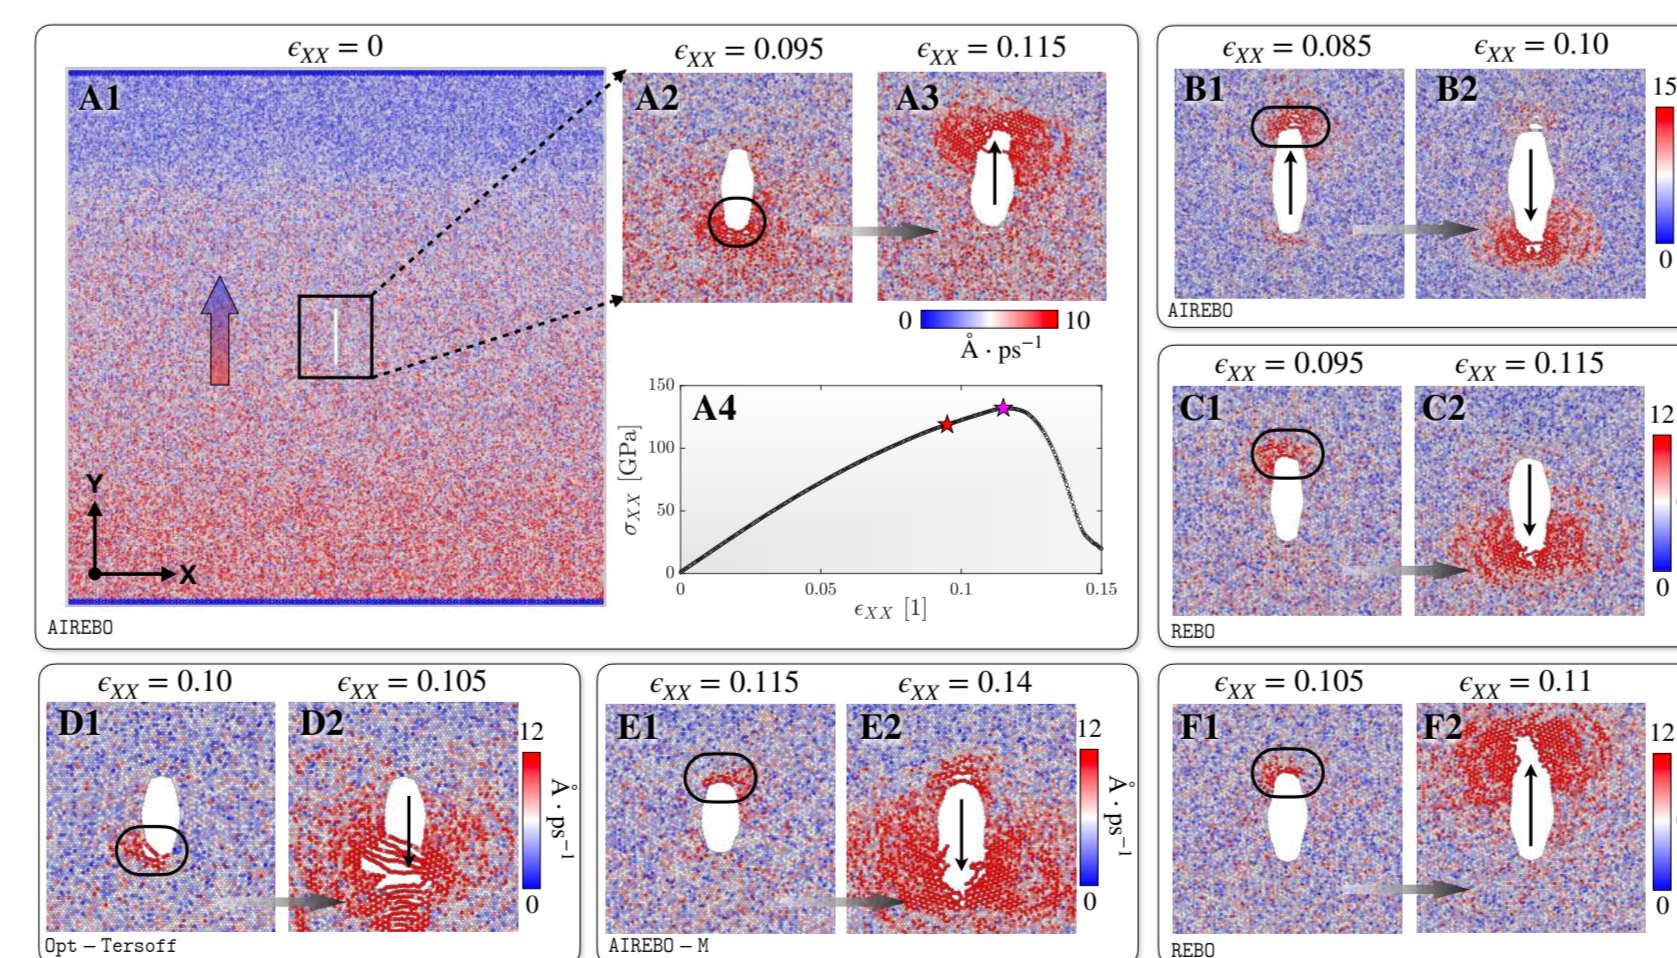 ϵXX = 0
A1
Y
X
AIREBO
ϵXX = 0.095
ϵXX = 0.115
A2
A3
0
10
Å · ps−1
A4
150
100
50
0
σXX [GPa]
0
0.05
0.1
0.15
ϵXX [1]
ϵXX = 0.085
ϵXX = 0.10
B1
B2
15
0
AIREBO
ϵXX = 0.095
ϵXX = 0.115
C1
C2
12
0
REBO
ϵXX = 0.10
ϵXX = 0.105
D1
D2
12
0
Å · ps−1
Opt – Tersoff
ϵXX = 0.115
ϵXX = 0.14
E1
E2
12
0
Å · ps−1
AIREBO – M
ϵXX = 0.105
ϵXX = 0.11
F1
F2
12
0
REBO